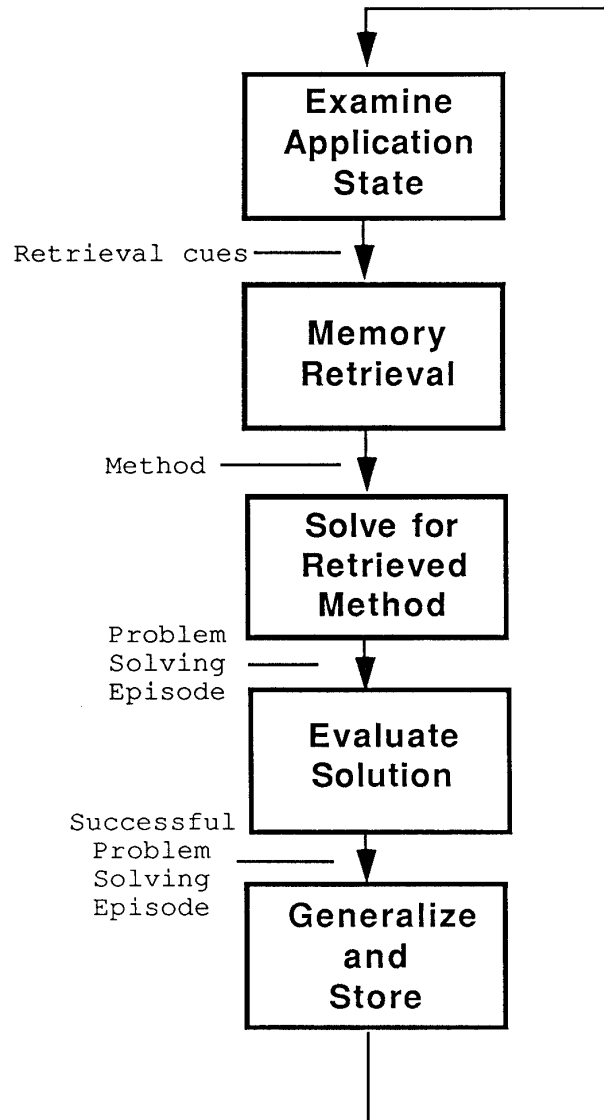 Examine
Application
State
Retrieval cues
Memory
Retrieval
Method
Solve for
Retrieved
Method
Problem
Solving
Episode
Evaluate
Solution
Successful
Problem
Solving
Episode
Generalize
and
Store